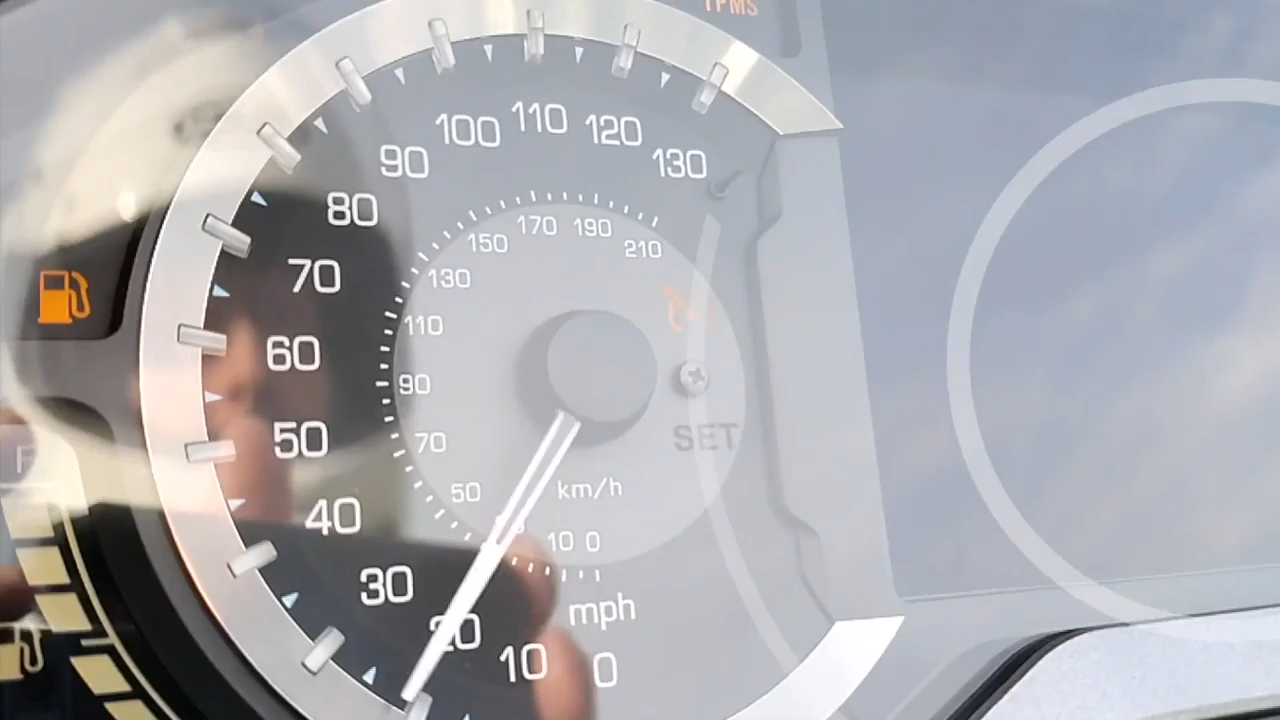 TPMS
100 110 120
90 130
80
170 190
150 210
70 130
110
60
90
50 70 SET
50 km/h
40 10 0
30 mph
20 10 0
F